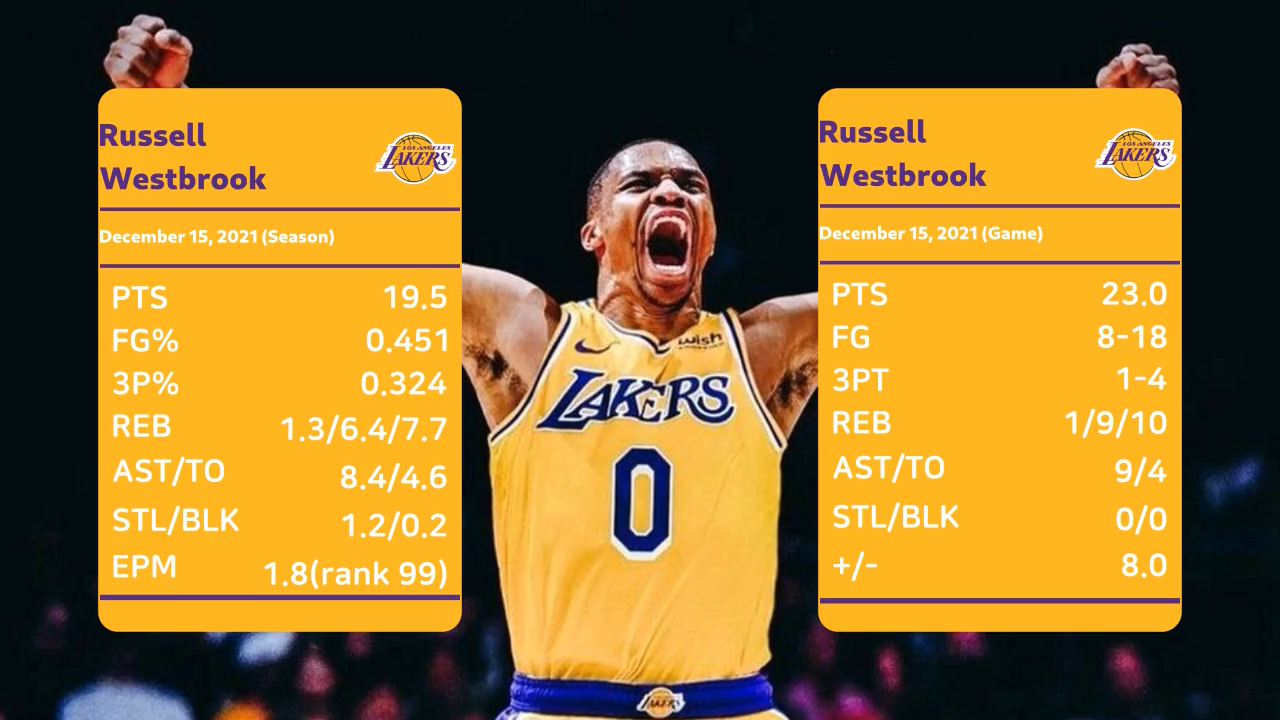 Russell
Westbrook
LOS ANGELES
LAKERS
December 15, 2021 (Season)
PTS 19.5
FG% 0.451
3P% 0.324
REB 1.3/6.4/7.7
AST/TO 8.4/4.6
STL/BLK 1.2/0.2
EPM 1.8(rank 99)
wish
LAKERS
0
LAKERS
Russell
Westbrook
LOS ANGELES
LAKERS
December 15, 2021 (Game)
PTS 23.0
FG 8-18
3PT 1-4
REB 1/9/10
AST/TO 9/4
STL/BLK 0/0
+/- 8.0